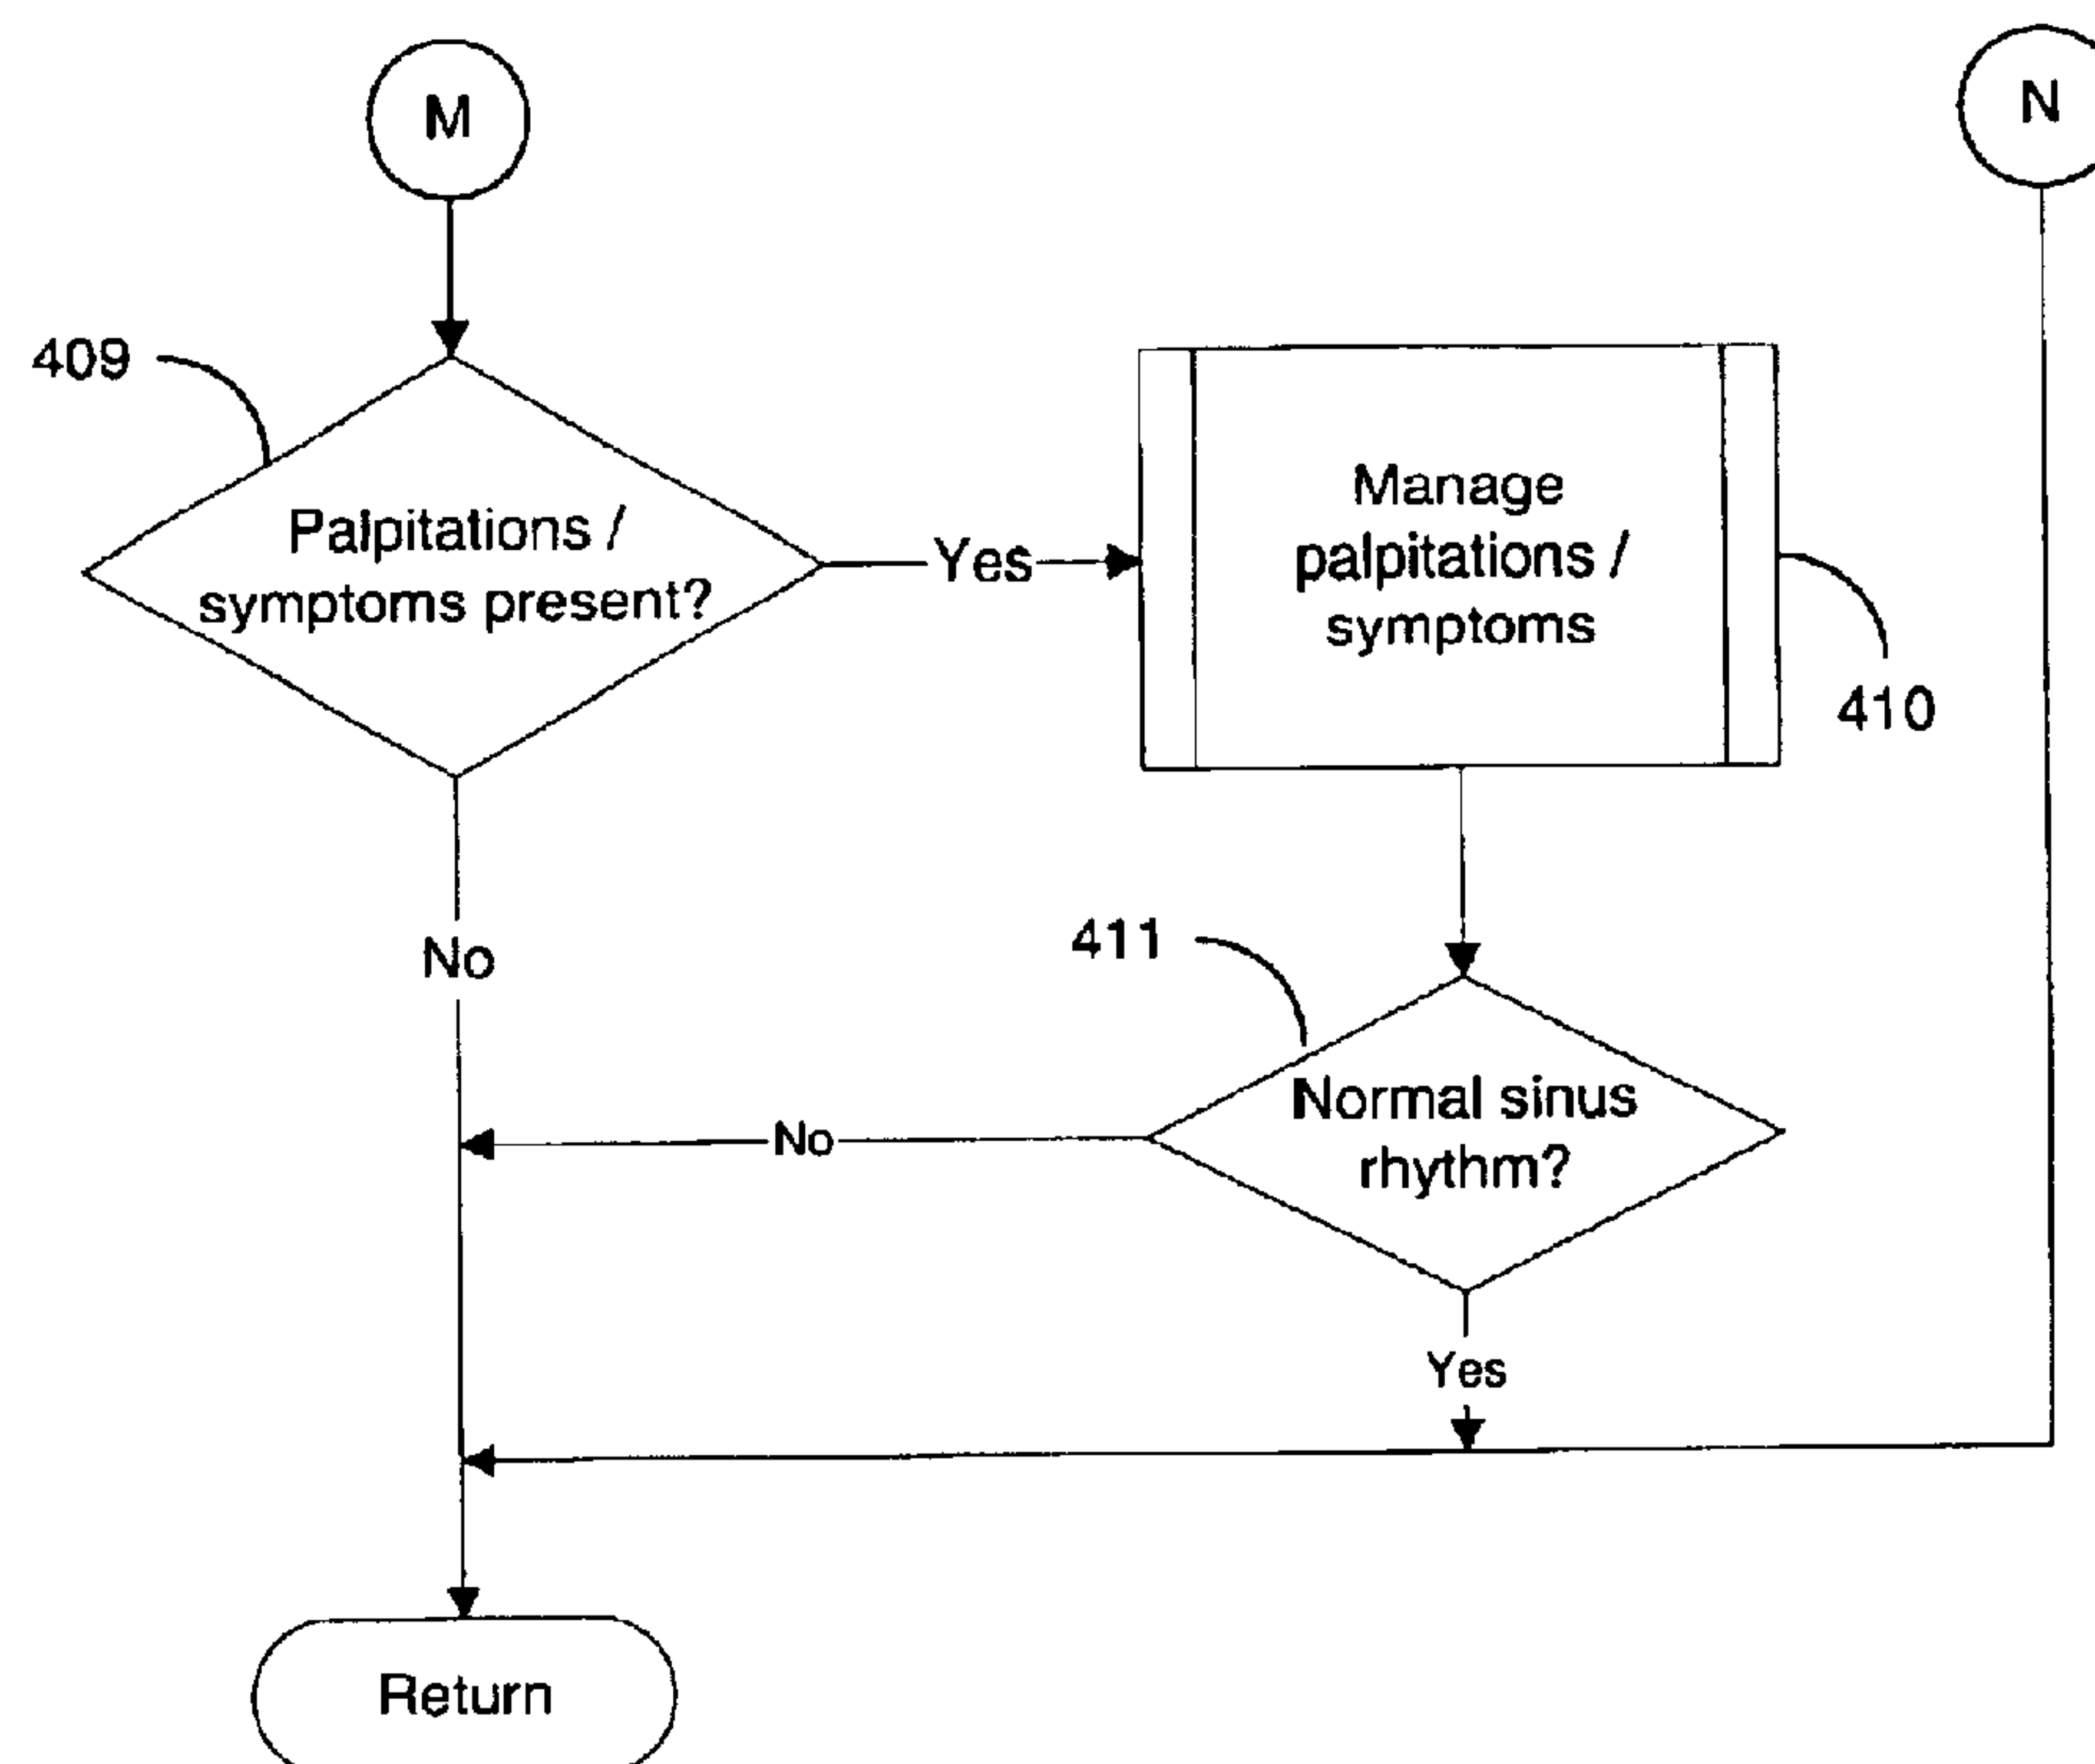 M
N
409
Palpitations /
symptoms present?
Yes
Manage
palpitations /
symptoms
410
No
411
Normal sinus
rhythm?
No
Yes
Return